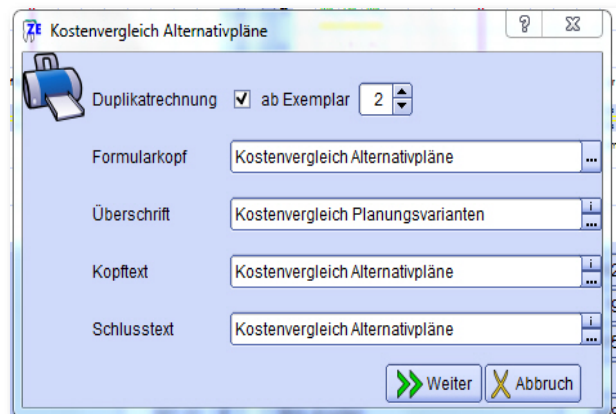 ZE Kostenvergleich Alternativpläne
Duplikatrechnung ab Exemplar 2
Formularkopf Kostenvergleich Alternativpläne ...
Überschrift Kostenvergleich Planungsvarianten i ...
Kopftext Kostenvergleich Alternativpläne i ...
Schlusstext Kostenvergleich Alternativpläne i ...
Weiter Abbruch